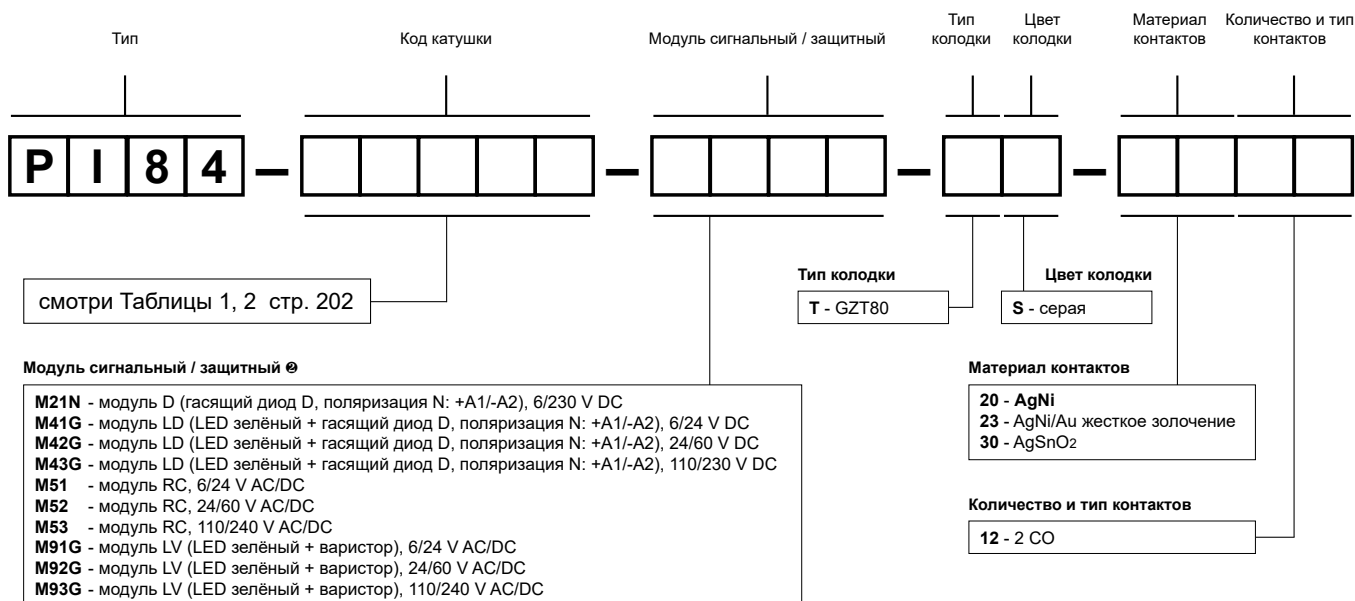 Тип
Код катушки
Модуль сигнальный / защитный
Тип колодки
Цвет колодки
Материал контактов
Количество и тип контактов
P I 8 4 – – – –
смотри Таблицы 1, 2 стр. 202
Тип колодки
T - GZT80
Цвет колодки
S - серая
Модуль сигнальный / защитный ❷
M21N - модуль D (гасящий диод D, поляризация N: +A1/-A2), 6/230 V DC
M41G - модуль LD (LED зелёный + гасящий диод D, поляризация N: +A1/-A2), 6/24 V DC
M42G - модуль LD (LED зелёный + гасящий диод D, поляризация N: +A1/-A2), 24/60 V DC
M43G - модуль LD (LED зелёный + гасящий диод D, поляризация N: +A1/-A2), 110/230 V DC
M51 - модуль RC, 6/24 V AC/DC
M52 - модуль RC, 24/60 V AC/DC
M53 - модуль RC, 110/240 V AC/DC
M91G - модуль LV (LED зелёный + варистор), 6/24 V AC/DC
M92G - модуль LV (LED зелёный + варистор), 24/60 V AC/DC
M93G - модуль LV (LED зелёный + варистор), 110/240 V AC/DC
Материал контактов
20 - AgNi
23 - AgNi/Au жесткое золочение
30 - AgSnO2
Количество и тип контактов
12 - 2 CO